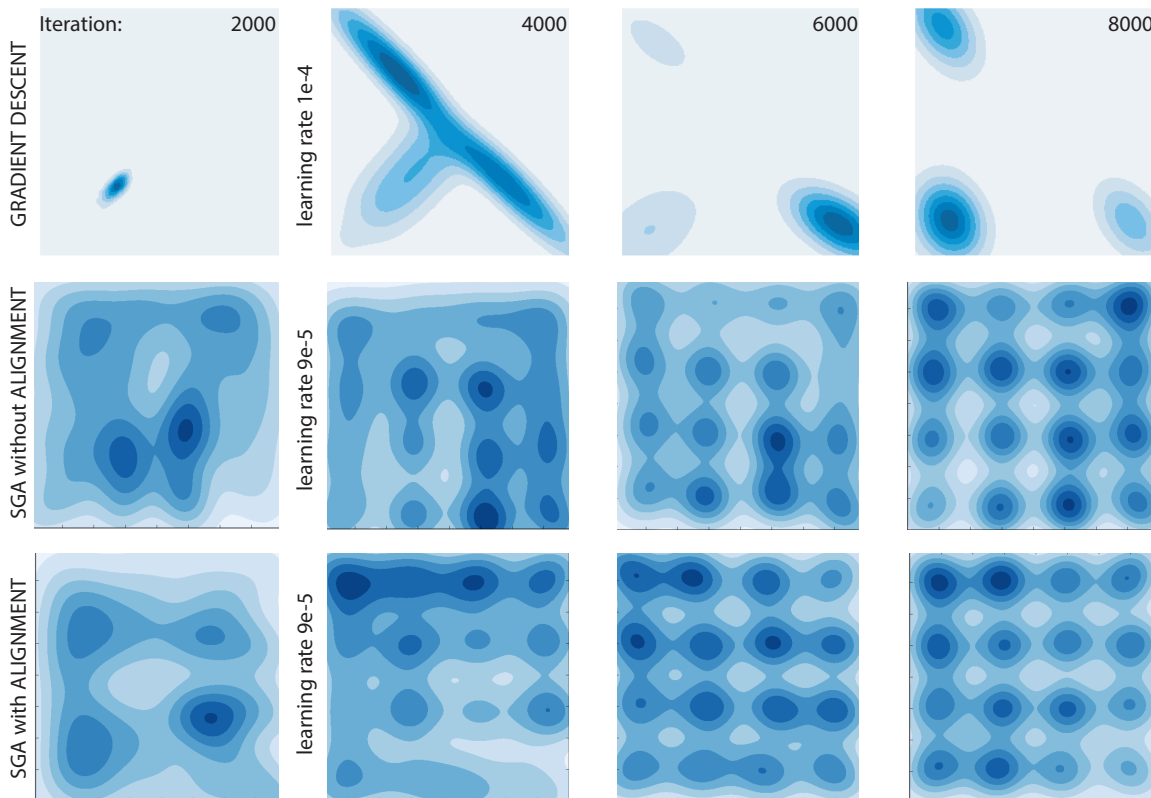 Iteration: 2000
4000
6000
8000
GRADIENT DESCENT
learning rate 1e-4
SGA without ALIGNMENT
learning rate 9e-5
SGA with ALIGNMENT
learning rate 9e-5